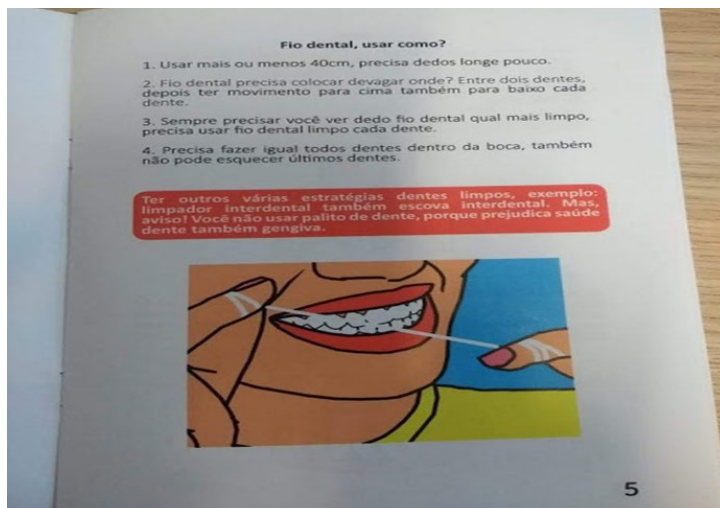 Fio dental, usar como?
1. Usar mais ou menos 40cm, precisa dedos longe pouco.
2. Fio dental precisa colocar devagar onde? Entre dois dentes,
depois ter movimento para cima também para baixo cada
dente.
3. Sempre precisar você ver dedo fio dental qual mais limpo,
precisa usar fio dental limpo cada dente.
4. Precisa fazer igual todos dentes dentro da boca, também
não pode esquecer últimos dentes.
Ter outros várias estratégias dentes limpos, exemplo:
limpador interdental também escova interdental. Mas,
aviso! Você não usar palito de dente, porque prejudica saúde
dente também gengiva.
5